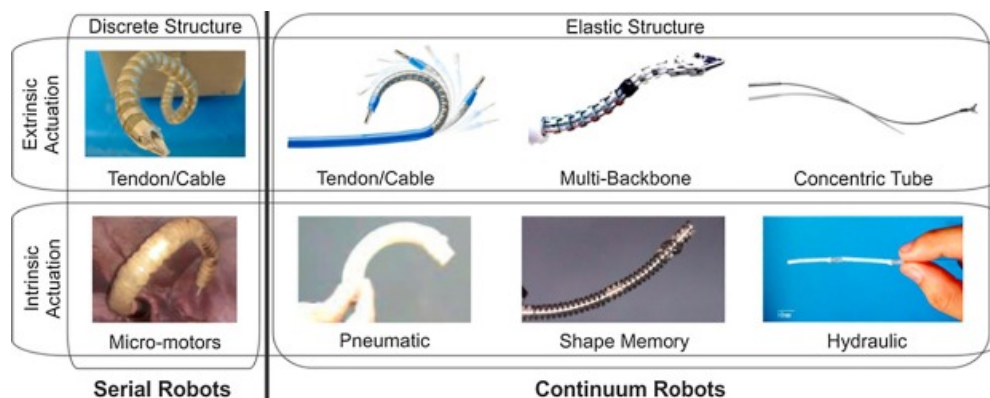 Discrete Structure
Elastic Structure
Extrinsic
Actuation
Tendon/Cable
Tendon/Cable
Multi-Backbone
Concentric Tube
Intrinsic
Actuation
Micro-motors
Pneumatic
Shape Memory
Hydraulic
Serial Robots
Continuum Robots